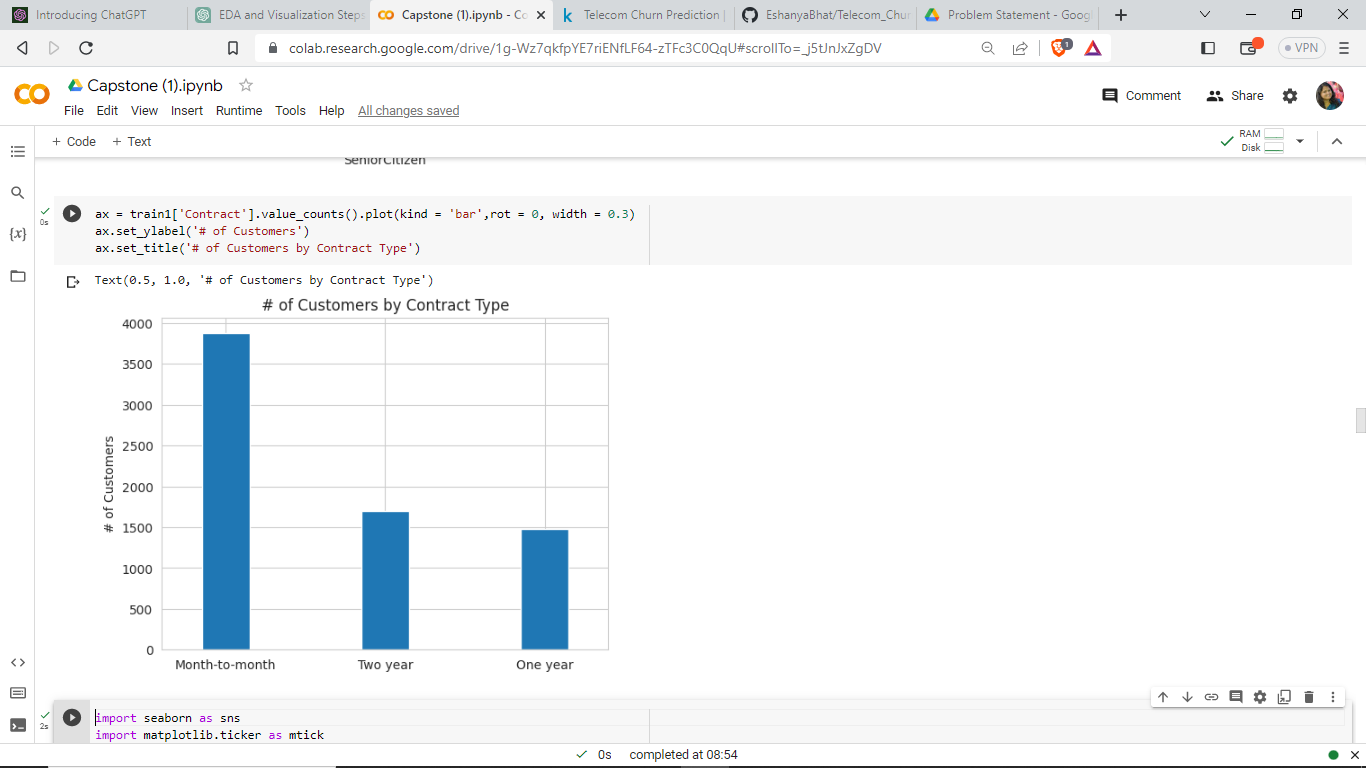 Introducing ChatGPT
EDA and Visualization Steps
Capstone (1).ipynb - Co
Telecom Churn Prediction
EshanyaBhat/Telecom_Chur
Problem Statement - Goog
colab.research.google.com/drive/1g-Wz7qkfpYE7riENfLF64-zTFc3C0QqU#scrollTo=_j5tJnJxZgDV
1
VPN
Capstone (1).ipynb
File Edit View Insert Runtime Tools Help All changes saved
Comment
Share
+ Code + Text
RAM
Disk
SeniorCitizen
0s
ax = train1['Contract'].value_counts().plot(kind = 'bar',rot = 0, width = 0.3)
ax.set_ylabel('# of Customers')
ax.set_title('# of Customers by Contract Type')
{x}
Text(0.5, 1.0, '# of Customers by Contract Type')
# of Customers by Contract Type
4000
3500
3000
2500
2000
1500
1000
500
0
# of Customers
Month-to-month Two year One year
2s
import seaborn as sns
import matplotlib.ticker as mtick
0s completed at 08:54